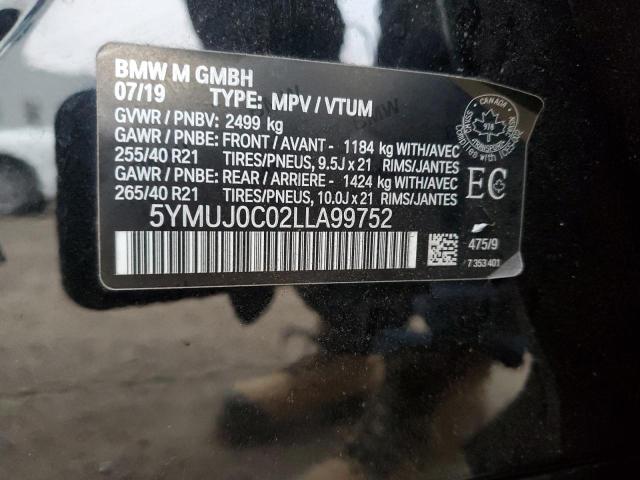 BMW M GMBH
07/19 TYPE: MPV / VTUM
GVWR / PNBV: 2499 kg
GAWR / PNBE: FRONT / AVANT - 1184 kg WITH/AVEC
255/40 R21 TIRES/PNEUS, 9.5J x 21 RIMS/JANTES
GAWR / PNBE: REAR / ARRIERE - 1424 kg WITH/AVEC
265/40 R21 TIRES/PNEUS, 10.0J x 21 RIMS/JANTES
5YMUJ0C02LLA99752
CANADA
EC
475/9
7 353 401